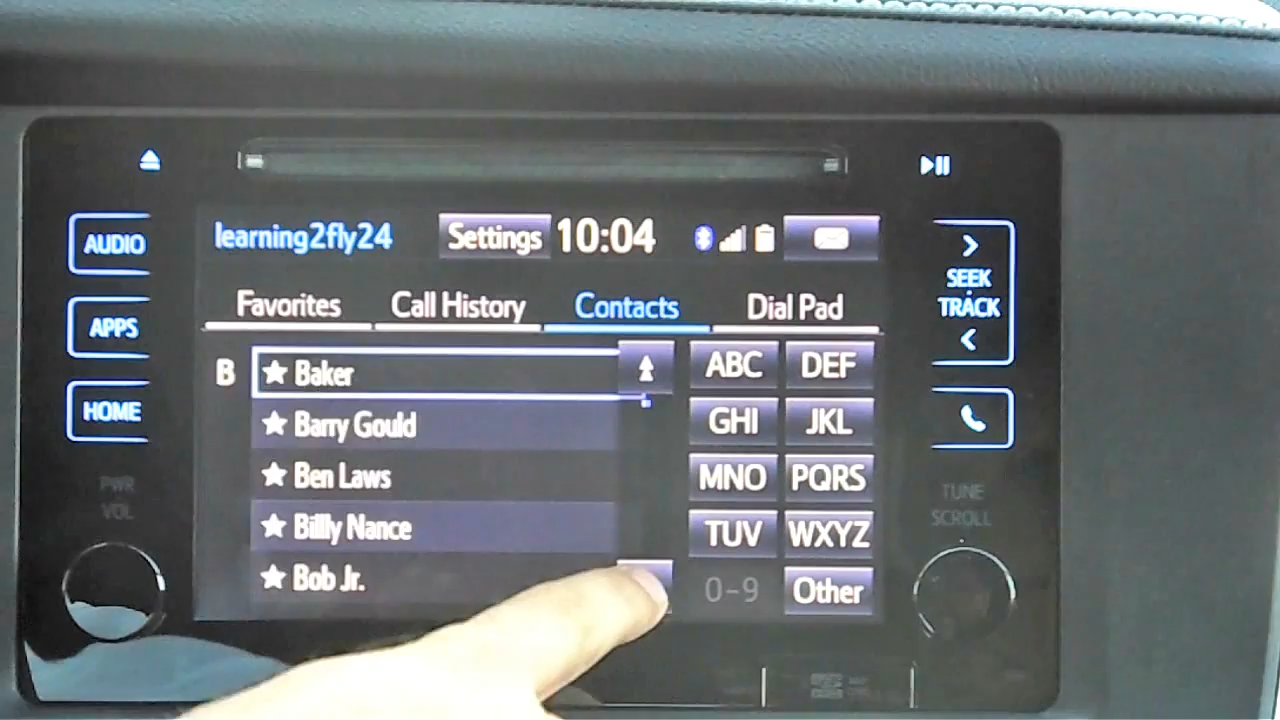 learning2fly24 Settings 10:04
AUDIO
APPS
HOME
PWR
VOL
Favorites Call History Contacts Dial Pad
B Baker
Barry Gould
Ben Laws
Billly Nance
Bob Jr.
ABC DEF
GHI JKL
MNO PQRS
TUV WXYZ
0-9 Other
>
SEEK
TRACK
<
TUNE
SCROLL